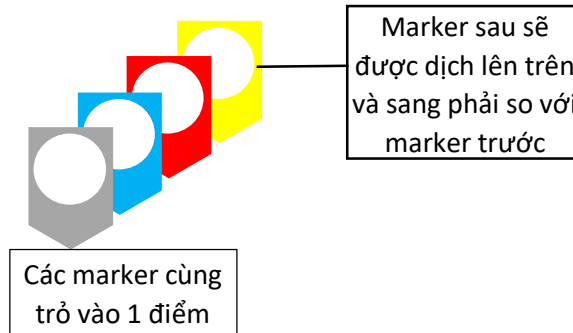 Marker sau sẽ
được dịch lên trên
và sang phải so với
marker trước
Các marker cùng
trỏ vào 1 điểm